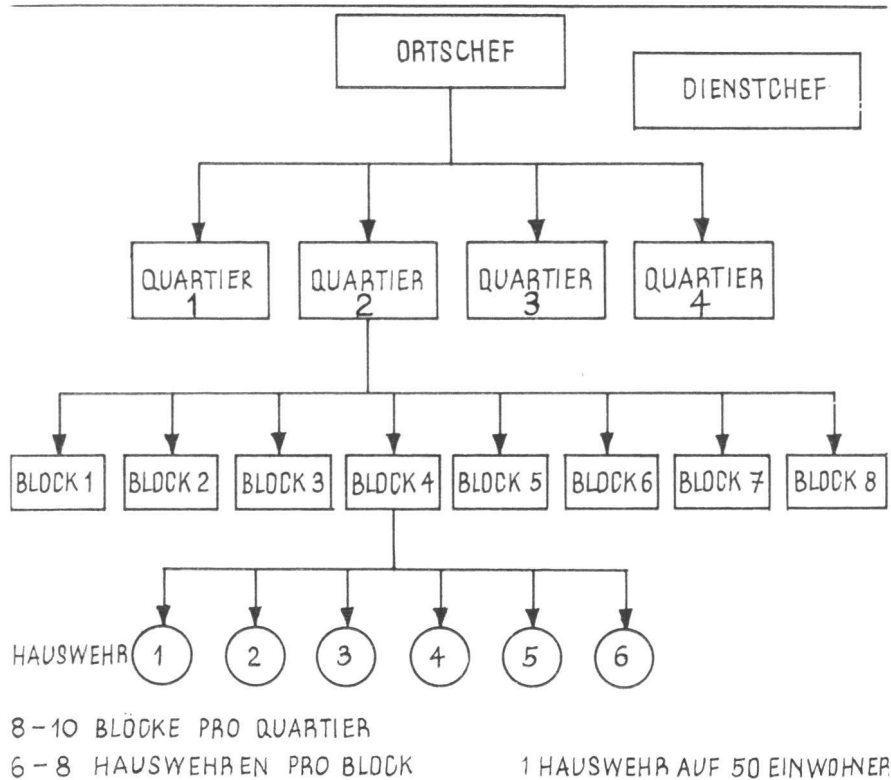 ORTSCHEF
DIENSTCHEF
QUARTIER 1
QUARTIER 2
QUARTIER 3
QUARTIER 4
BLOCK 1
BLOCK 2
BLOCK 3
BLOCK 4
BLOCK 5
BLOCK 6
BLOCK 7
BLOCK 8
HAUSWEHR 1 2 3 4 5 6
8-10 BLÖCKE PRO QUARTIER
6-8 HAUSWEHREN PRO BLOCK 1 HAUSWEHR AUF 50 EINWOHNER